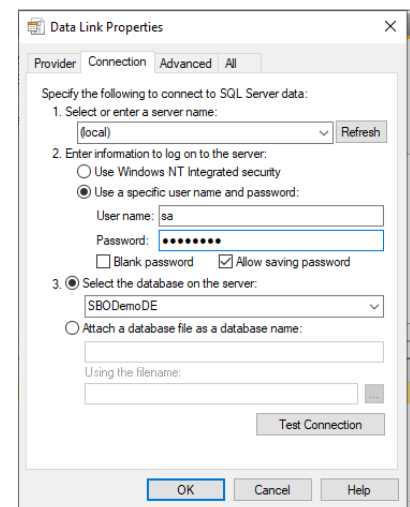 Data Link Properties
Provider Connection Advanced All
Specify the following to connect to SQL Server data:
1. Select or enter a server name:
(local) Refresh
2. Enter information to log on to the server:
Use Windows NT Integrated security
Use a specific user name and password:
User name: sa
Password: ●●●●●●●●
Blank password Allow saving password
3. Select the database on the server:
SBODemoDE
Attach a database file as a database name:
Using the filename:
...
Test Connection
OK Cancel Help